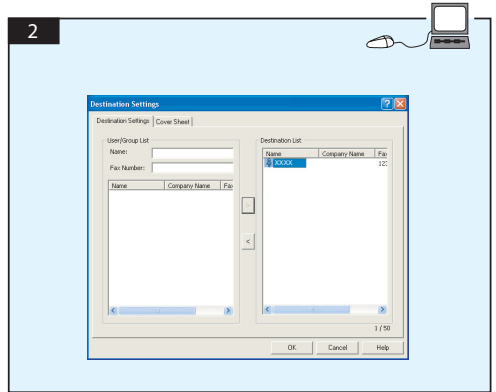 2
Destination Settings
Destination Settings Cover Sheet
User/Group List
Name:
Fax Number:
Name Company Name Fax
>
<
Destination List
Name Company Name Fax
XXXX 123
1 / 50
OK Cancel Help